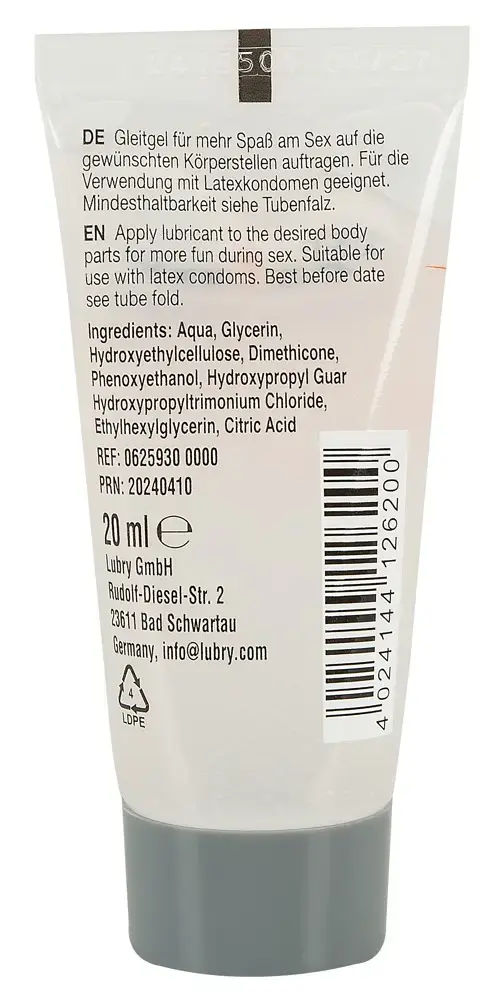 DE Gleitgel für mehr Spaß am Sex auf die
gewünschten Körperstellen auftragen. Für die
Verwendung mit Latexkondomen geeignet.
Mindesthaltbarkeit siehe Tubenfalz.
EN Apply lubricant to the desired body
parts for more fun during sex. Suitable for
use with latex condoms. Best before date
see tube fold.
Ingredients: Aqua, Glycerin,
Hydroxyethylcellulose, Dimethicone,
Phenoxyethanol, Hydroxypropyl Guar
Hydroxypropyltrimonium Chloride,
Ethylhexylglycerin, Citric Acid
REF: 0625930 0000
PRN: 20240410
20 ml ℮
Lubry GmbH
Rudolf-Diesel-Str. 2
23611 Bad Schwartau
Germany, info@lubry.com
4
LDPE
4 024144 126200